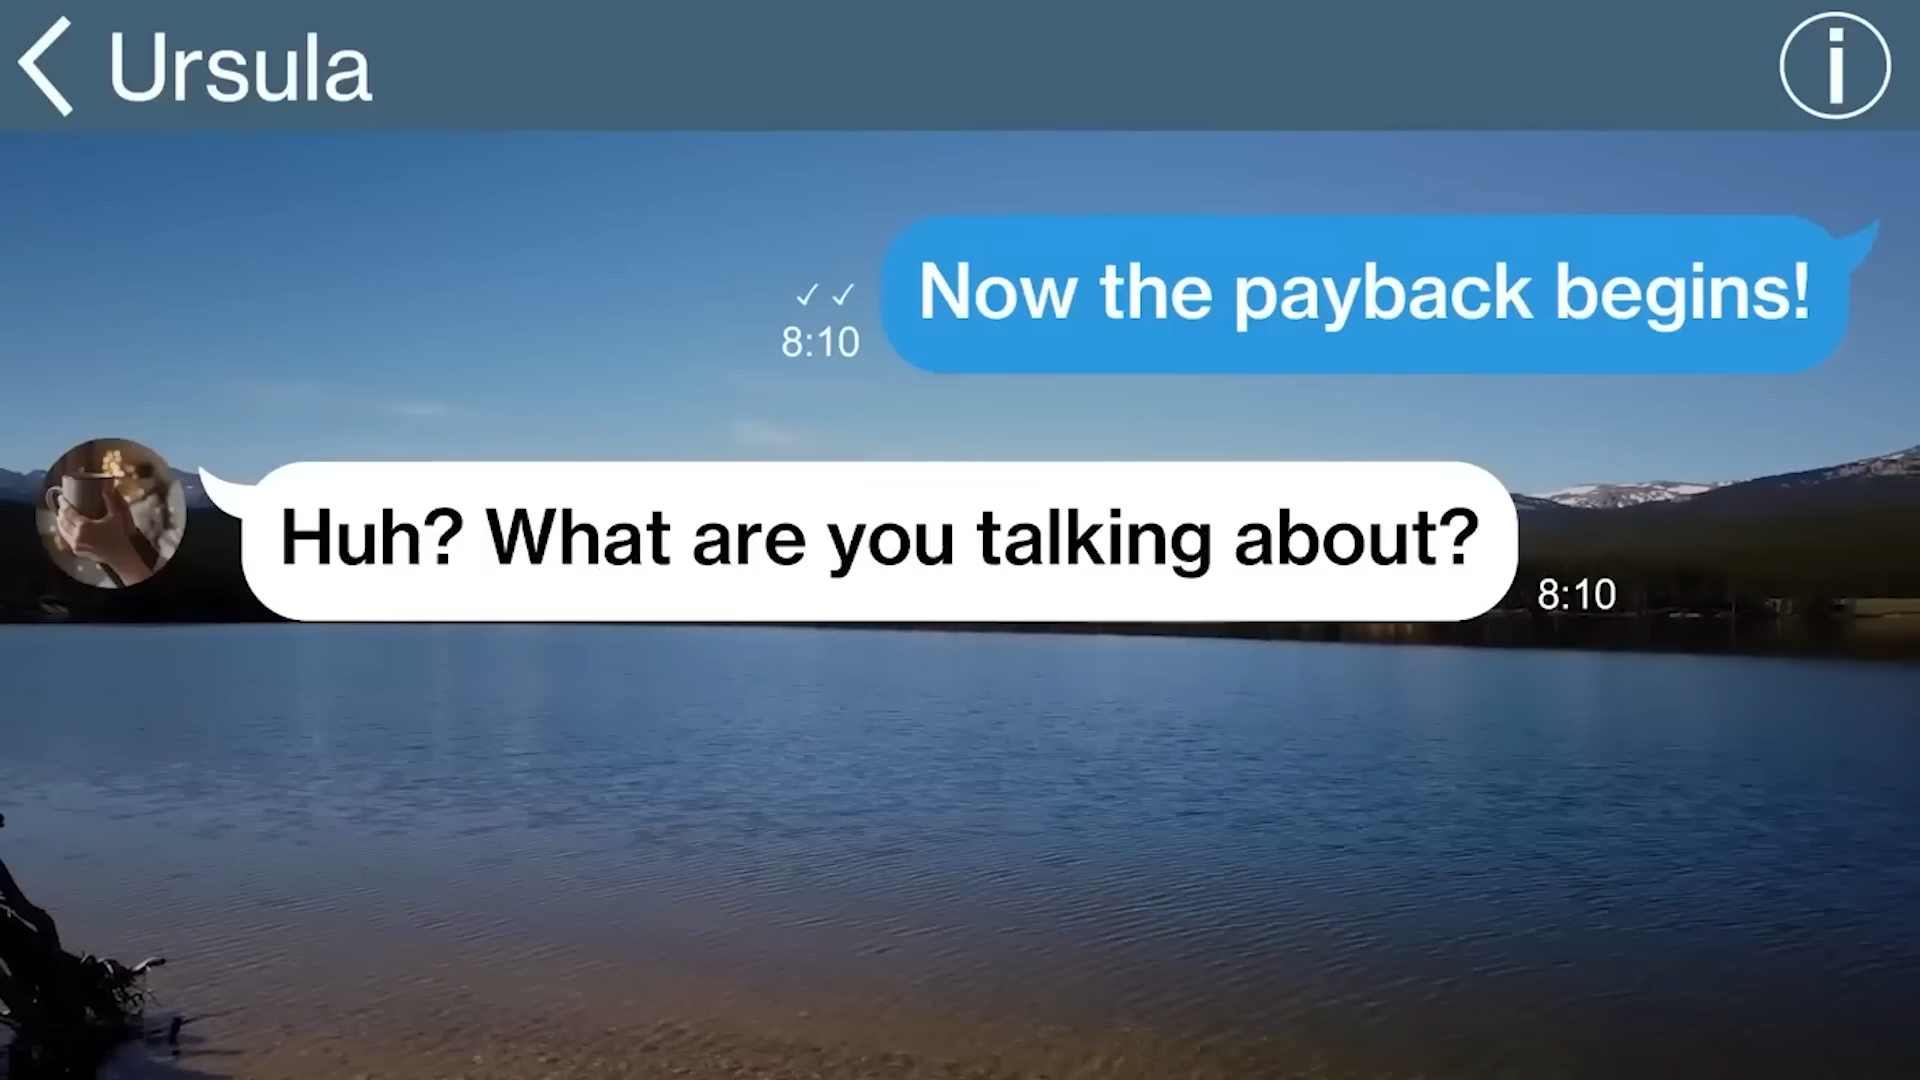 Ursula
Now the payback begins!
8:10
Huh? What are you talking about?
8:10